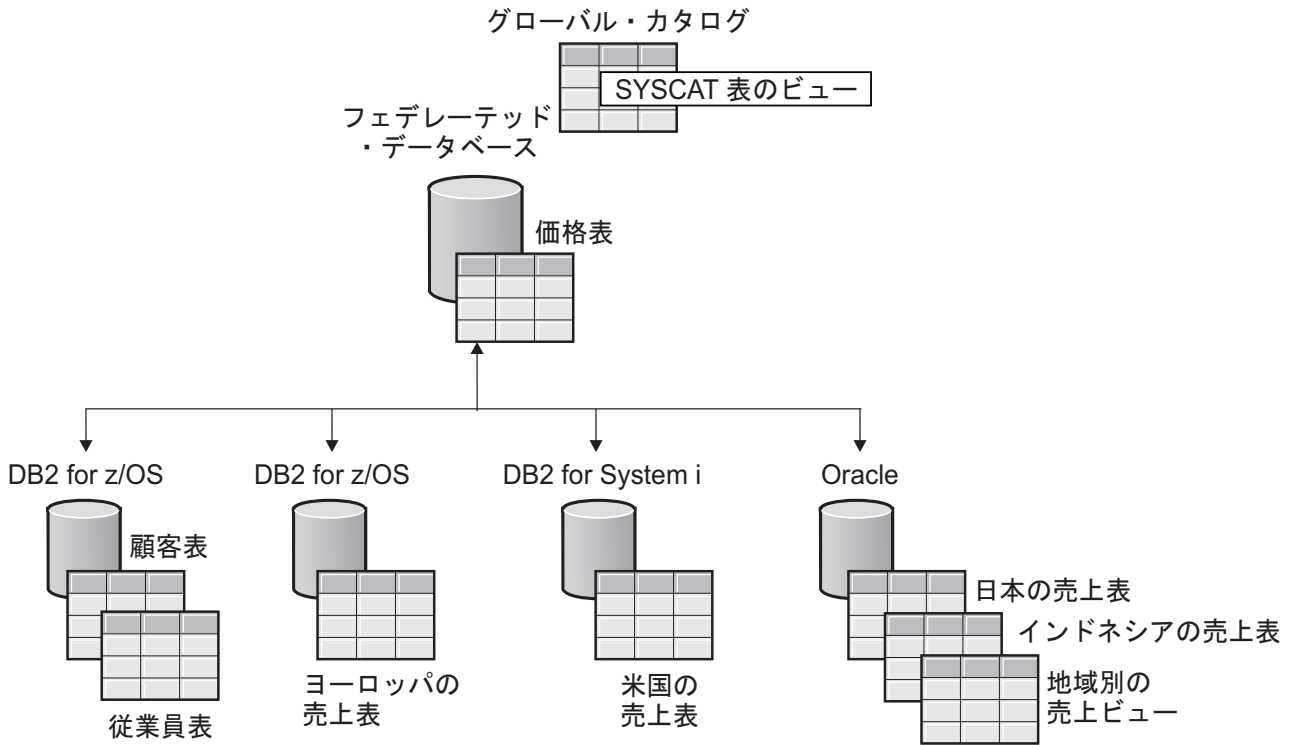 グローバル・カタログ
SYSCAT 表のビュー
フェデレーテッド
・データベース
価格表
DB2 for z/OS
DB2 for z/OS
DB2 for System i
Oracle
顧客表
従業員表
ヨーロッパの
売上表
米国の
売上表
日本の売上表
インドネシアの売上表
地域別の
売上ビュー